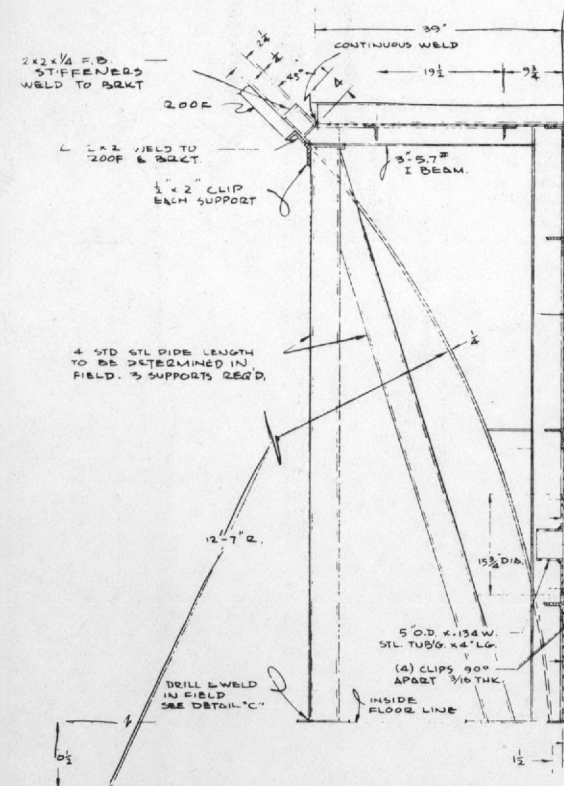 39"
CONTINUOUS WELD
2 x 2 x 1/4 F.B.
STIFFENERS
WELD TO BRKT
45°
4
19 1/2
9 3/4
ROOF
L 2x2 WELD TO
ROOF & BRKT.
3"-5.7#
I BEAM.
1/2" x 2" CLIP
EACH SUPPORT
4 STD STL PIPE LENGTH
TO BE DETERMINED IN
FIELD. 3 SUPPORTS REQ'D.
1/4
12'-7" R.
15 3/4" DIA.
5" O.D. x .134 W.
STL. TUB'G. x 4" LG.
(4) CLIPS 90°
APART 3/16 THK.
DRILL & WELD
IN FIELD
SEE DETAIL "C"
INSIDE
FLOOR LINE
0 1/2
1 1/2